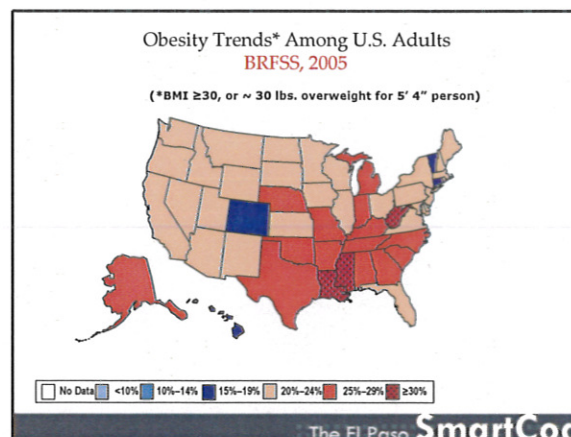 Obesity Trends* Among U.S. Adults
BRFSS, 2005
(*BMI ≥30, or ~ 30 lbs. overweight for 5' 4" person)
No Data <10% 10%–14% 15%–19% 20%–24% 25%–29% ≥30%
The El Paso SmartCod